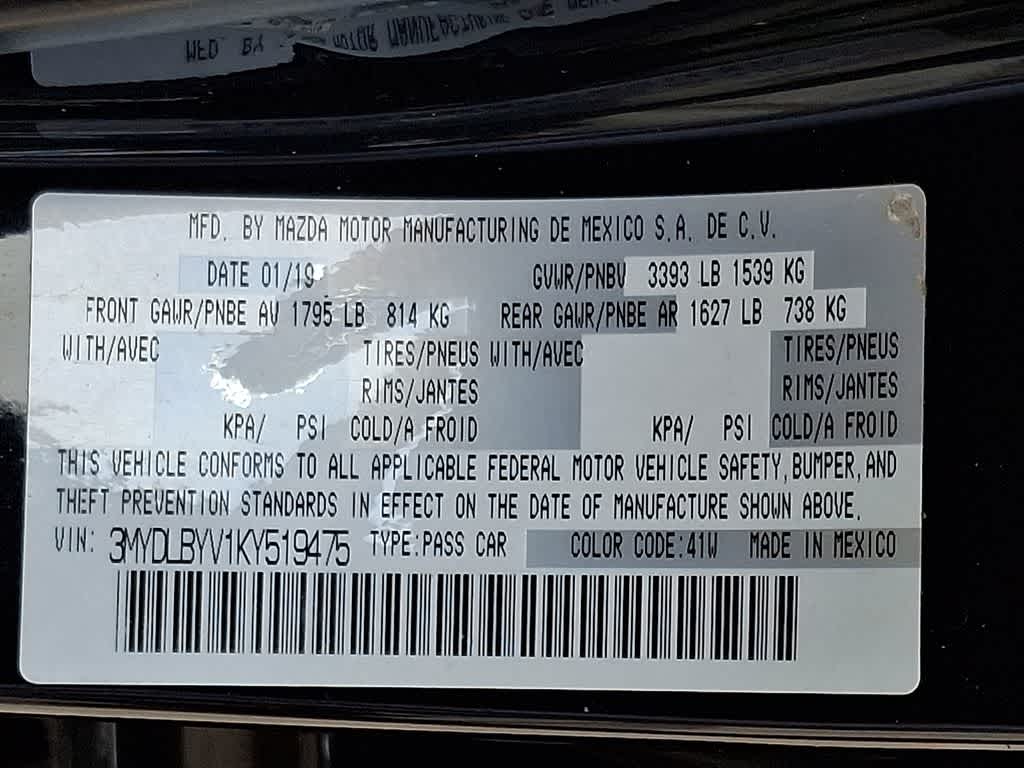 MFD. BY MAZDA MOTOR MANUFACTURING DE MEXICO S.A. DE C.V.
DATE 01/19 GVWR/PNBV 3393 LB 1539 KG
FRONT GAWR/PNBE AV 1795 LB 814 KG REAR GAWR/PNBE AR 1627 LB 738 KG
WITH/AVEC TIRES/PNEUS WITH/AVEC TIRES/PNEUS
RIMS/JANTES RIMS/JANTES
KPA/ PSI COLD/A FROID KPA/ PSI COLD/A FROID
THIS VEHICLE CONFORMS TO ALL APPLICABLE FEDERAL MOTOR VEHICLE SAFETY, BUMPER, AND
THEFT PREVENTION STANDARDS IN EFFECT ON THE DATE OF MANUFACTURE SHOWN ABOVE.
VIN: 3MYDLBYV1KY519475 TYPE:PASS CAR COLOR CODE:41W MADE IN MEXICO